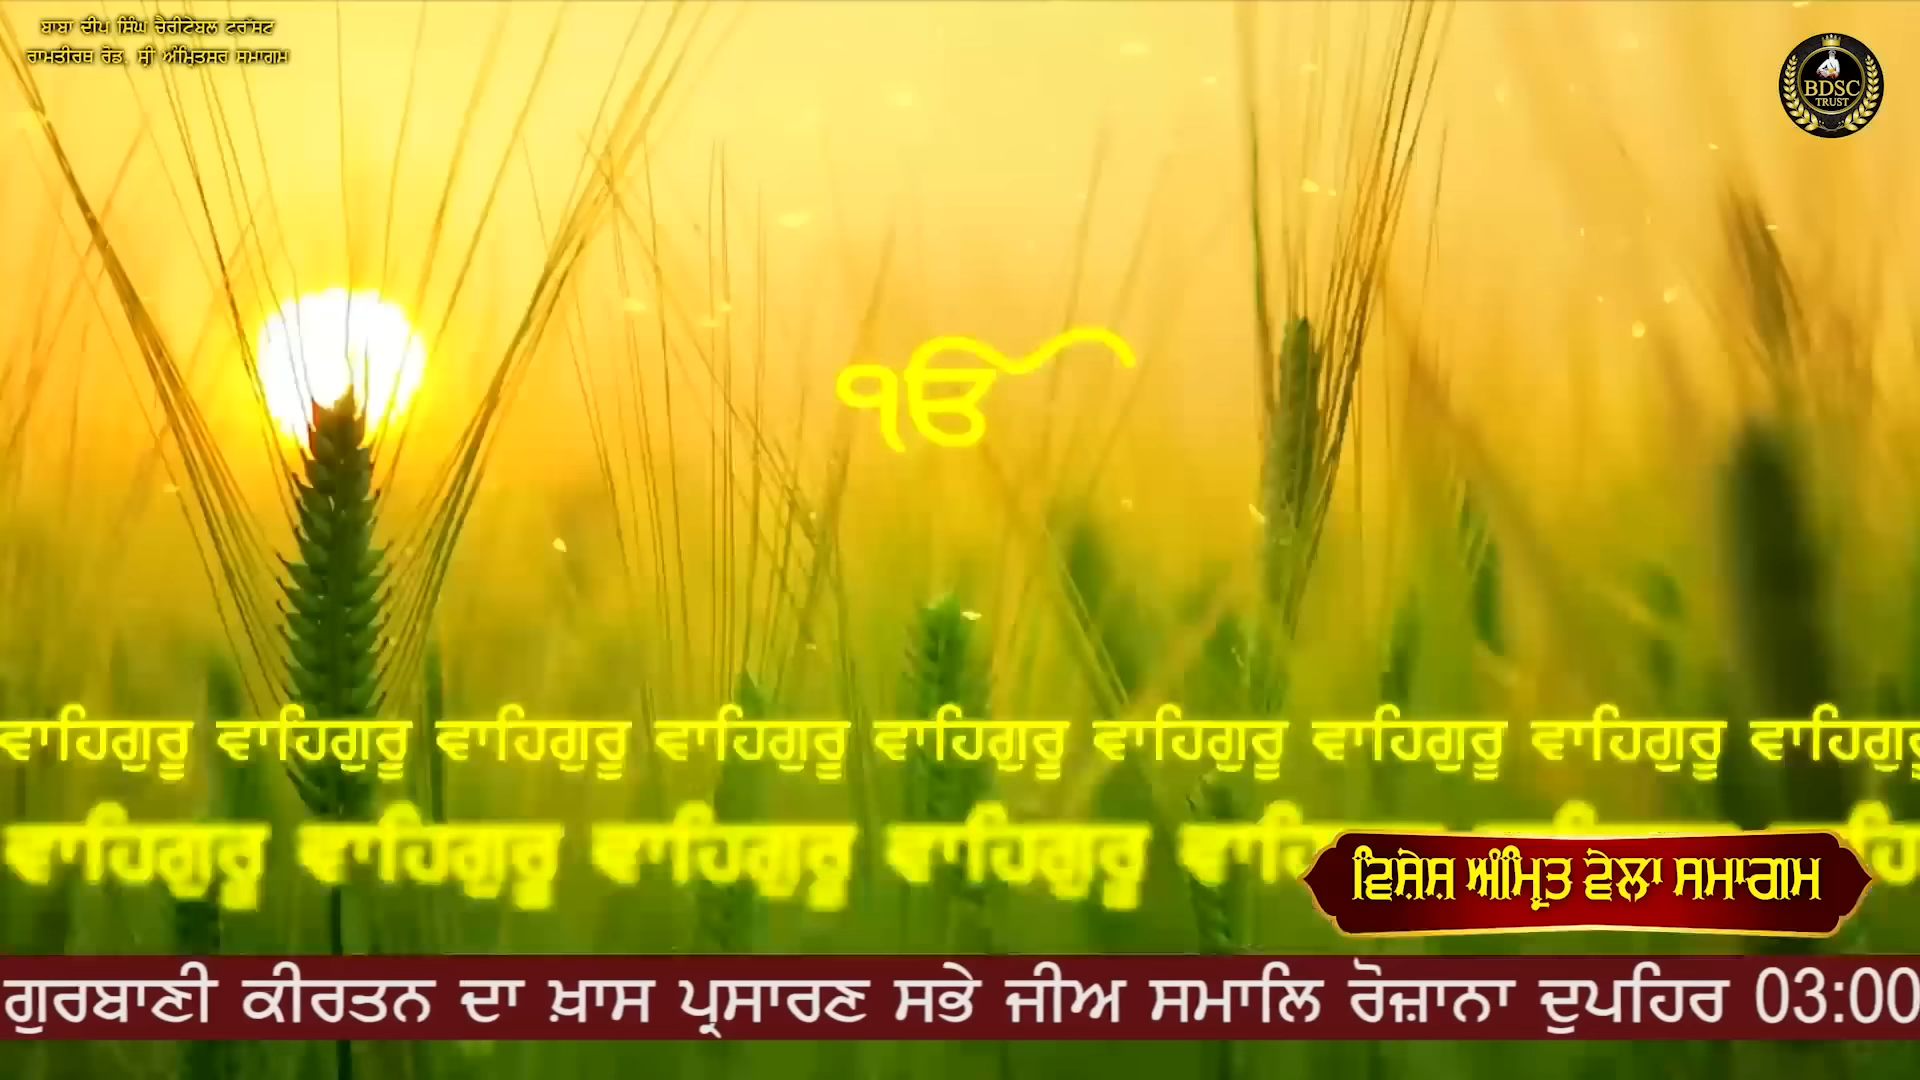 ਬਾਬਾ ਦੀਪ ਸਿੰਘ ਚੈਰੀਟੇਬਲ ਟਰੱਸਟ
ਰਾਮਤੀਰਥ ਰੋਡ, ਸ੍ਰੀ ਅੰਮ੍ਰਿਤਸਰ ਸਮਾਗਮ
BDSC
TRUST
ੴ
ਵਾਹਿਗੁਰੂ ਵਾਹਿਗੁਰੂ ਵਾਹਿਗੁਰੂ ਵਾਹਿਗੁਰੂ ਵਾਹਿਗੁਰੂ ਵਾਹਿਗੁਰੂ ਵਾਹਿਗੁਰੂ ਵਾਹਿਗੁਰੂ ਵਾਹਿਗੁਰੂ
ਵਾਹਿਗੁਰੂ ਵਾਹਿਗੁਰੂ ਵਾਹਿਗੁਰੂ ਵਾਹਿਗੁਰੂ
ਵਿਸ਼ੇਸ਼ ਅੰਮ੍ਰਿਤ ਵੇਲਾ ਸਮਾਗਮ
ਗੁਰਬਾਣੀ ਕੀਰਤਨ ਦਾ ਖ਼ਾਸ ਪ੍ਰਸਾਰਣ ਸਭੇ ਜੀਅ ਸਮਾਲਿ ਰੋਜ਼ਾਨਾ ਦੁਪਹਿਰ 03:00